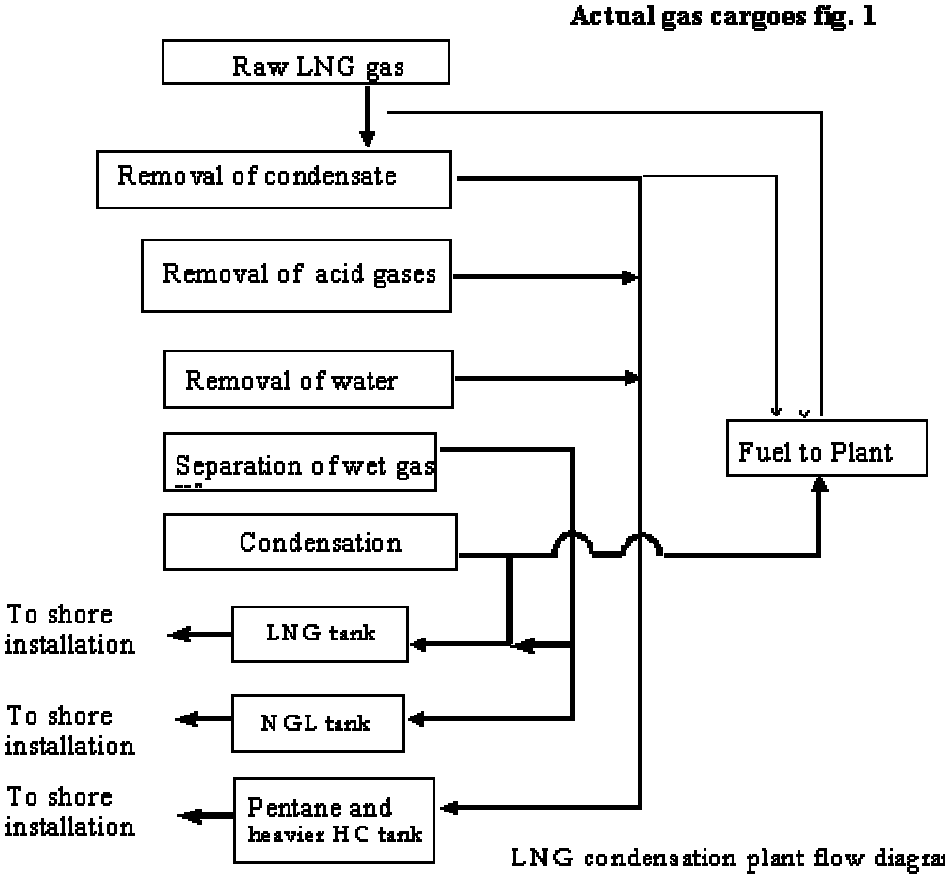 Actual gas cargoes fig. 1
Raw LNG gas
Removal of condensate
Removal of acid gases
Removal of water
Separation of wet gas
Fuel to Plant
Condensation
To shore
installation
LNG tank
To shore
installation
NGL tank
To shore
installation
Pentane and
heavier HC tank
LNG condensation plant flow diagra